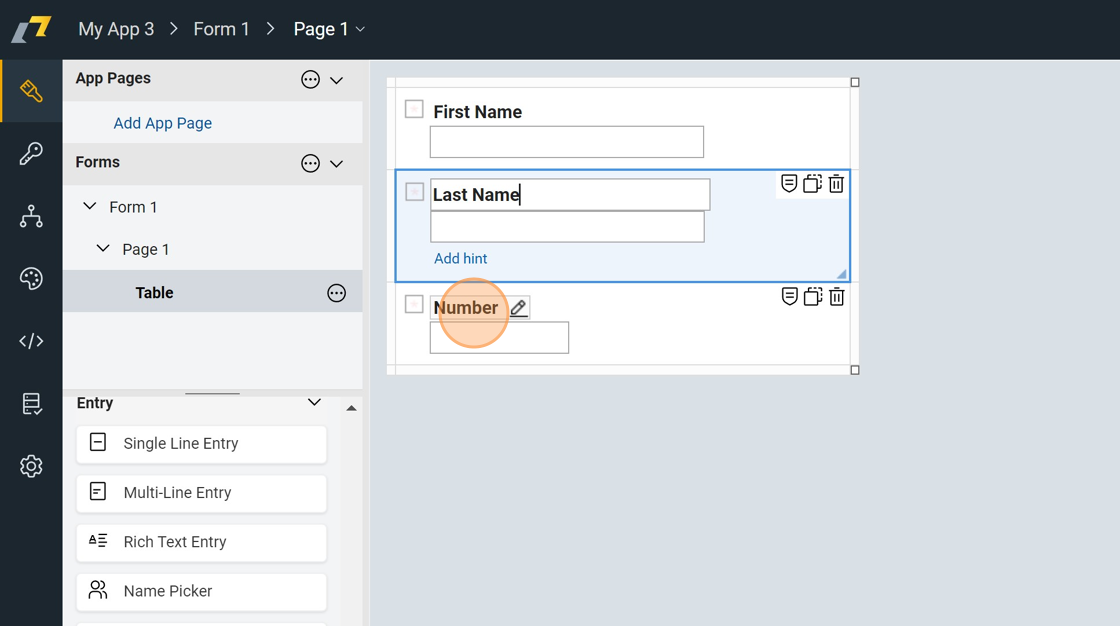 My App 3 > Form 1 > Page 1
App Pages
Add App Page
Forms
Form 1
Page 1
Table
Entry
Single Line Entry
Multi-Line Entry
Rich Text Entry
Name Picker
First Name
Last Name
Add hint
Number